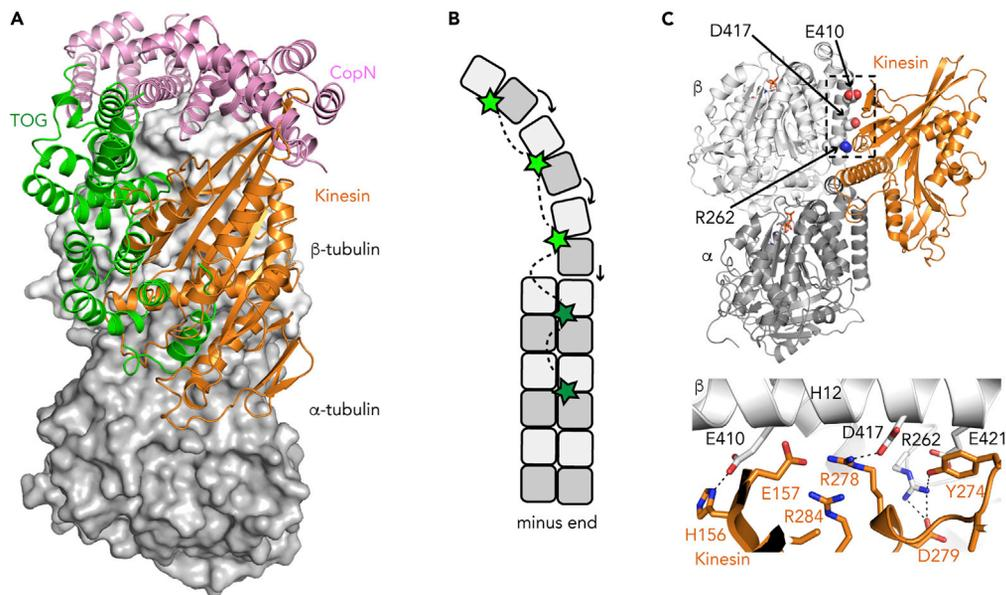 A
B
C
CopN
TOG
Kinesin
β-tubulin
α-tubulin
minus end
D417
E410
Kinesin
β
R262
α
β
H12
E410
D417
R262
E421
E157
R278
Y274
H156
R284
D279
Kinesin